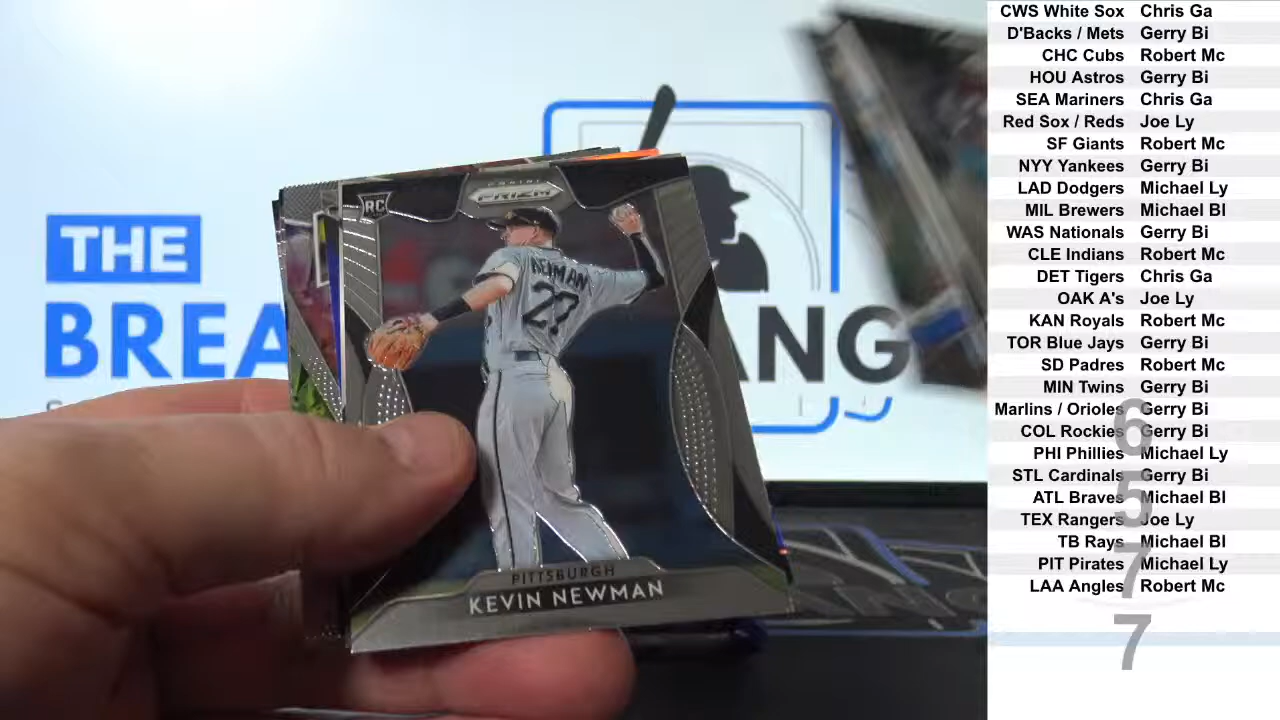 THE
BREA
ANG
RC
PANINI
PRIZM
NEWMAN
27
PITTSBURGH
KEVIN NEWMAN
CWS White Sox Chris Ga
D'Backs / Mets Gerry Bi
CHC Cubs Robert Mc
HOU Astros Gerry Bi
SEA Mariners Chris Ga
Red Sox / Reds Joe Ly
SF Giants Robert Mc
NYY Yankees Gerry Bi
LAD Dodgers Michael Ly
MIL Brewers Michael Bl
WAS Nationals Gerry Bi
CLE Indians Robert Mc
DET Tigers Chris Ga
OAK A's Joe Ly
KAN Royals Robert Mc
TOR Blue Jays Gerry Bi
SD Padres Robert Mc
MIN Twins Gerry Bi
Marlins / Orioles Gerry Bi
COL Rockies Gerry Bi
PHI Phillies Michael Ly
STL Cardinals Gerry Bi
ATL Braves Michael Bl
TEX Rangers Joe Ly
TB Rays Michael Bl
PIT Pirates Michael Ly
LAA Angles Robert Mc
6
5
7
7